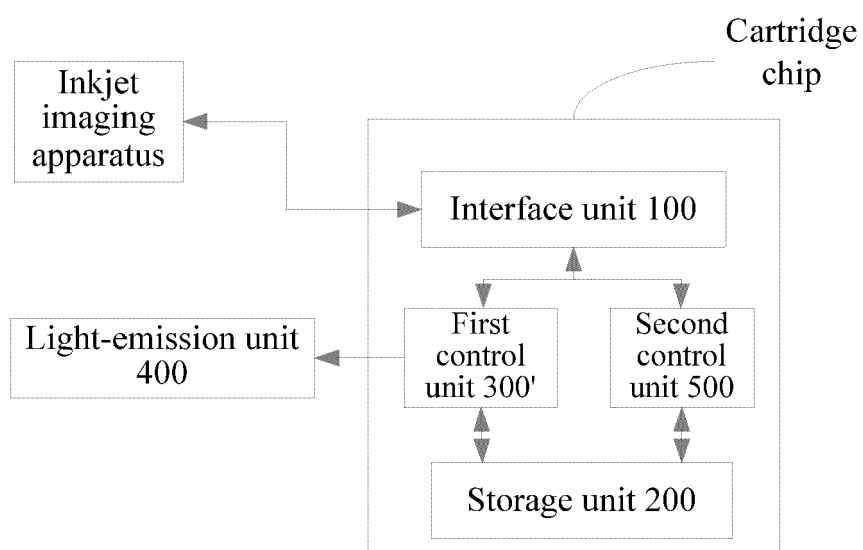 Cartridge
chip
Inkjet
imaging
apparatus
Interface unit 100
Light-emission unit
400
First
control
unit 300'
Second
control
unit 500
Storage unit 200